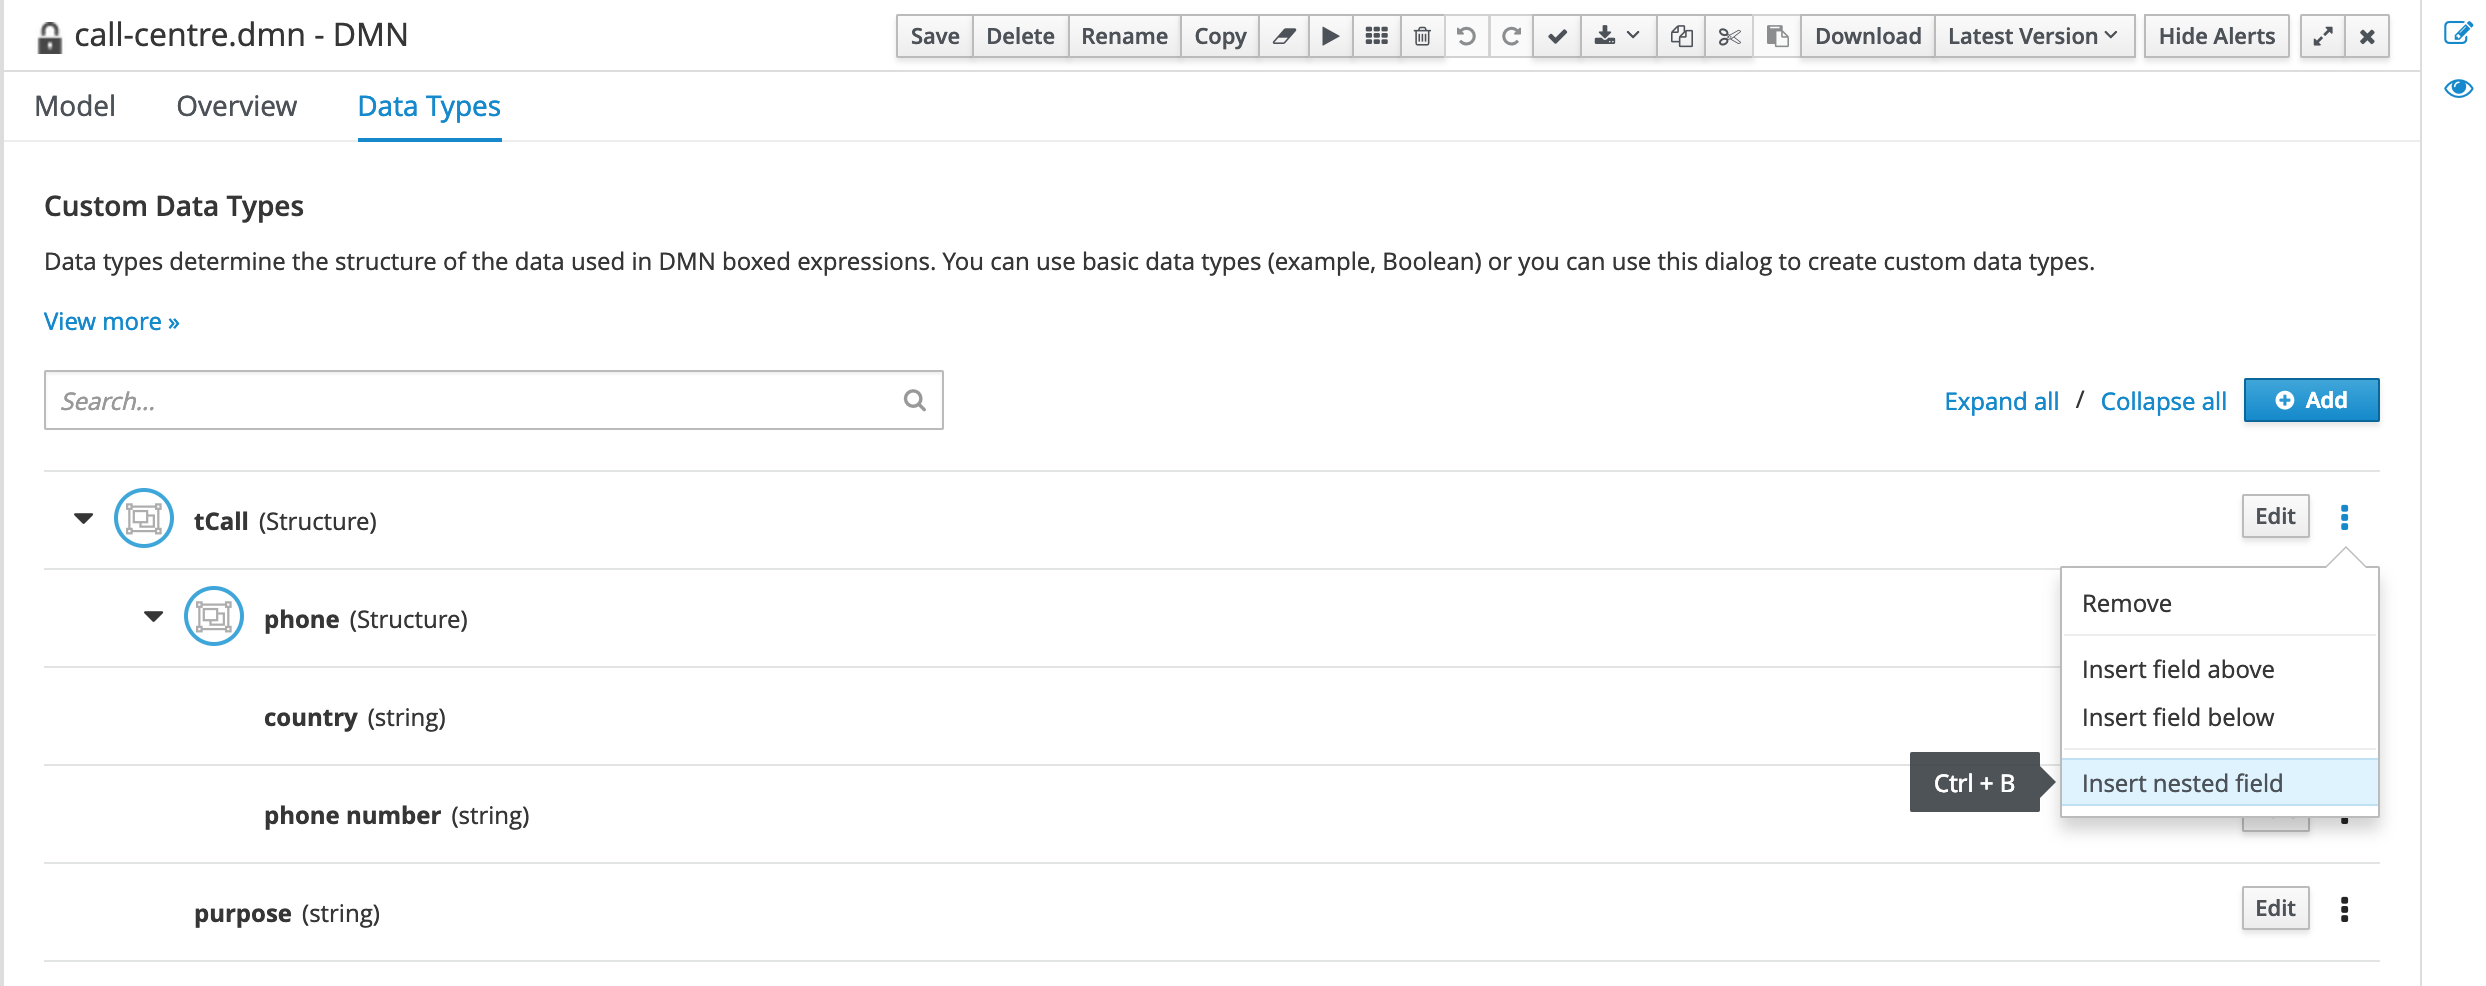 call-centre.dmn - DMN
Save Delete Rename Copy Download Latest Version Hide Alerts
Model Overview Data Types
Custom Data Types
Data types determine the structure of the data used in DMN boxed expressions. You can use basic data types (example, Boolean) or you can use this dialog to create custom data types.
View more »
Search...
Expand all / Collapse all Add
tCall (Structure) Edit
Remove
phone (Structure)
Insert field above
country (string)
Insert field below
Ctrl + B Insert nested field
phone number (string)
purpose (string) Edit